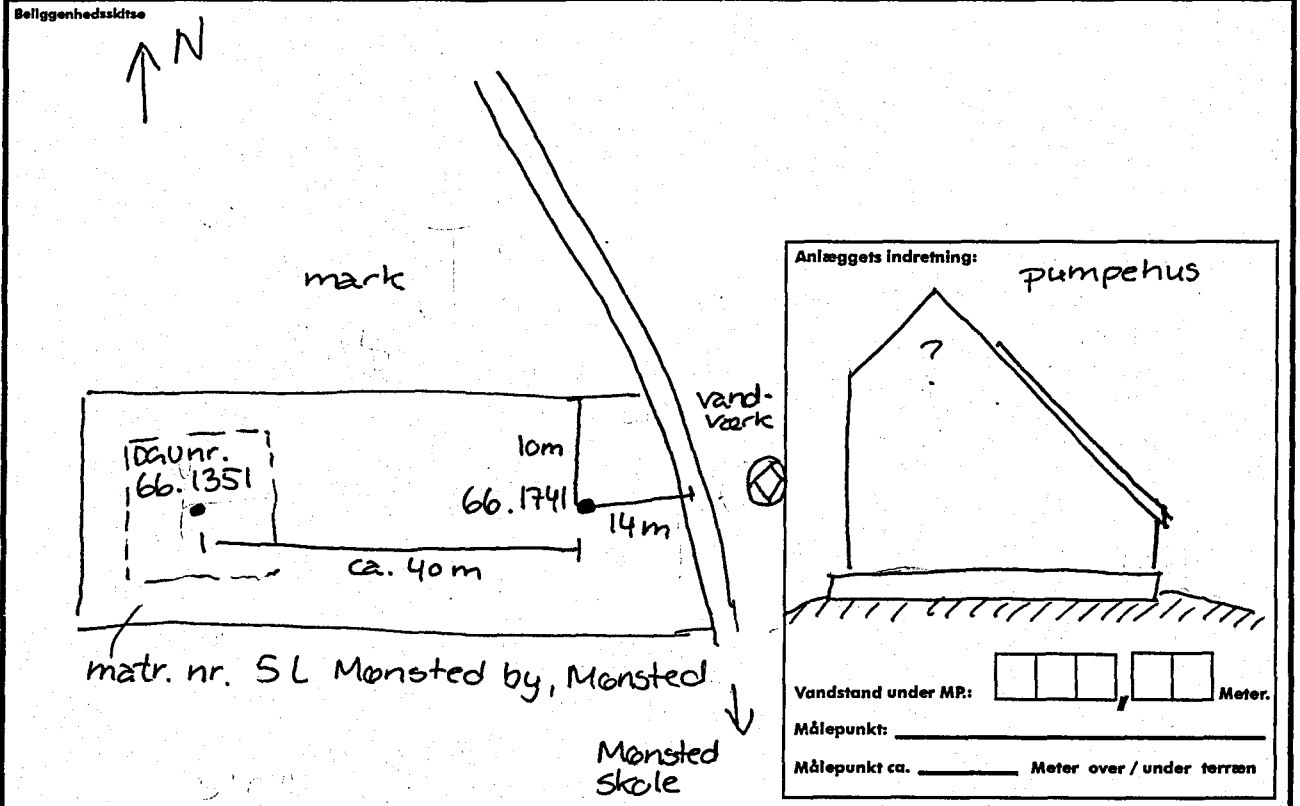 Beliggenhedsskitse
N
mark
vand-
værk
DGU nr.
66.1351
10m
66.1741
14m
ca. 40m
matr. nr. 5 L Mønsted by, Mønsted
Mønsted
Skole
Anlæggets indretning:
pumpehus
?
Vandstand under MP.: , Meter.
Målepunkt:
Målepunkt ca. Meter over / under terræn